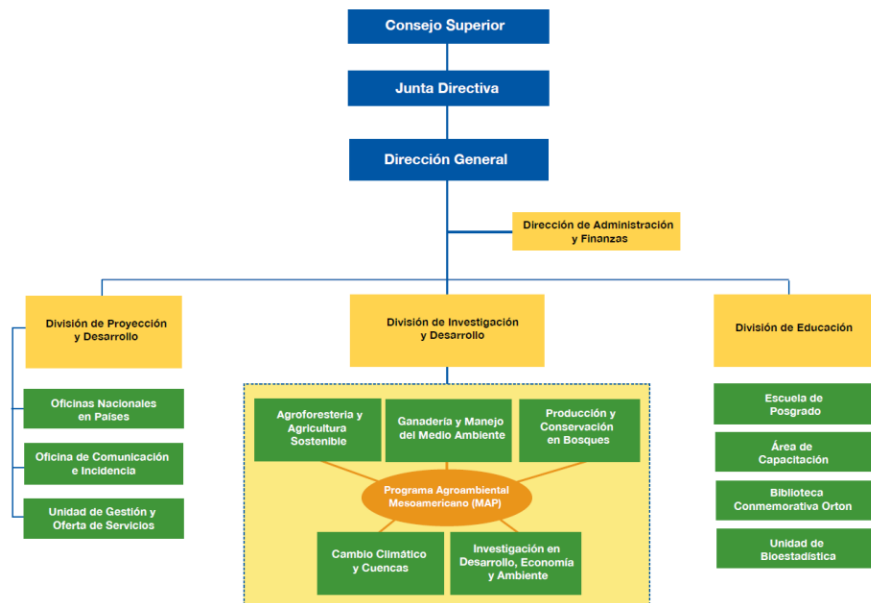 Consejo Superior
Junta Directiva
Dirección General
Dirección de Administración
y Finanzas
División de Proyección
y Desarrollo
Oficinas Nacionales
en Países
Oficina de Comunicación
e Incidencia
Unidad de Gestión y
Oferta de Servicios
División de Investigación
y Desarrollo
Agroforesteria y
Agricultura
Sostenible
Ganadería y Manejo
del Medio Ambiente
Producción y
Conservación
en Bosques
Programa Agroambiental
Mesoamericano (MAP)
Cambio Climático
y Cuencas
Investigación en
Desarrollo, Economía
y Ambiente
División de Educación
Escuela de
Posgrado
Área de
Capacitación
Biblioteca
Conmemorativa Orton
Unidad de
Bioestadística